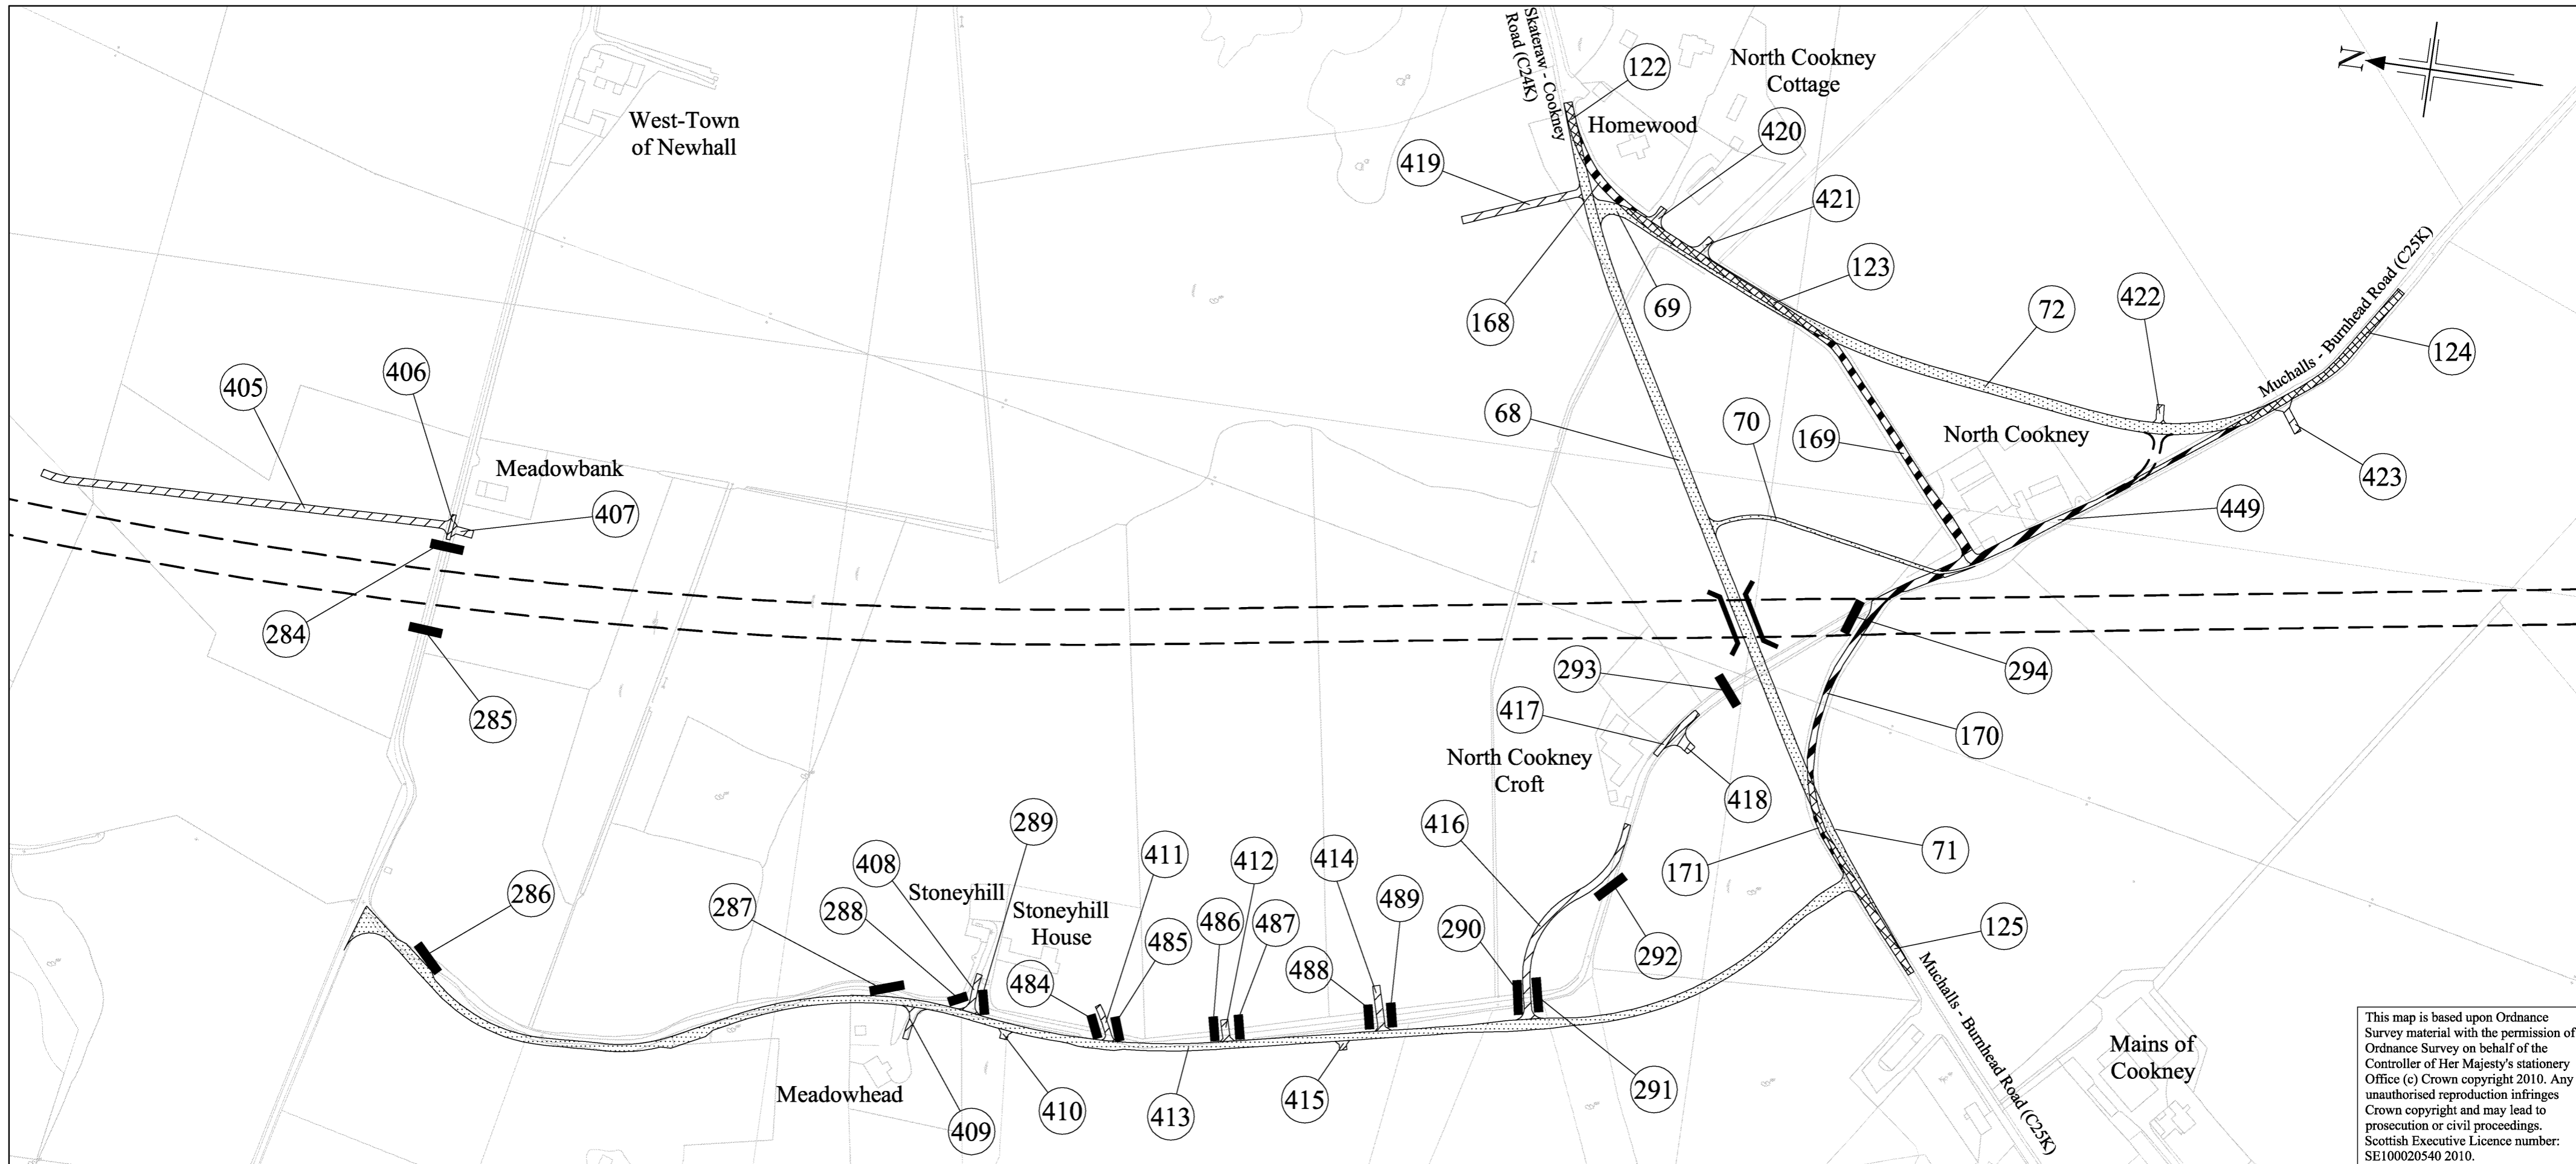 Skateraw - Cookney
Road (C24K)
N
122
North Cookney
Cottage
West-Town
of Newhall
Homewood
420
419
421
123
Muchalls - Burnhead Road (C25K)
168
69
72
422
124
405
406
68
70
169
North Cookney
423
Meadowbank
407
449
284
285
293
294
417
170
North Cookney
Croft
418
289
416
408
411
412
414
71
171
286
287
288
Stoneyhill
Stoneyhill
House
489
486
487
290
125
485
484
488
292
Muchalls - Burnhead Road (C25K)
Meadowhead
409
410
413
415
291
Mains of
Cookney
This map is based upon Ordnance
Survey material with the permission of
Ordnance Survey on behalf of the
Controller of Her Majesty's stationery
Office (c) Crown copyright 2010. Any
unauthorised reproduction infringes
Crown copyright and may lead to
prosecution or civil proceedings.
Scottish Executive Licence number:
SE100020540 2010.